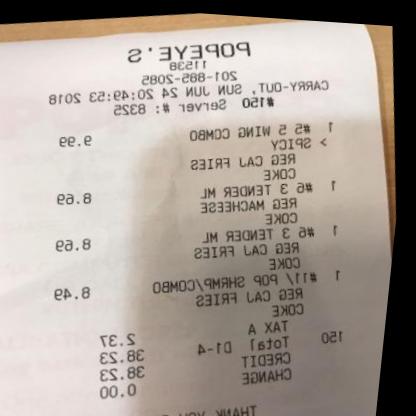 POPEYE'S
11538
201-885-2085
CARRY-OUT, SUN JUN 24 20:49:53 2018
#150 Server #: 8325
1 #5 5 WING COMBO 9.99
> SPICY
REG CAJ FRIES
COKE
1 #6 3 TENDER ML 8.69
REG MACHEESE
COKE
1 #6 3 TENDER ML 8.69
REG CAJ FRIES
COKE
1 #11/ POP SHRMP/COMBO 8.49
REG CAJ FRIES
COKE
TAX A 2.37
150 Total D1-4 38.23
CREDIT 38.23
CHANGE 0.00
THANK YOU